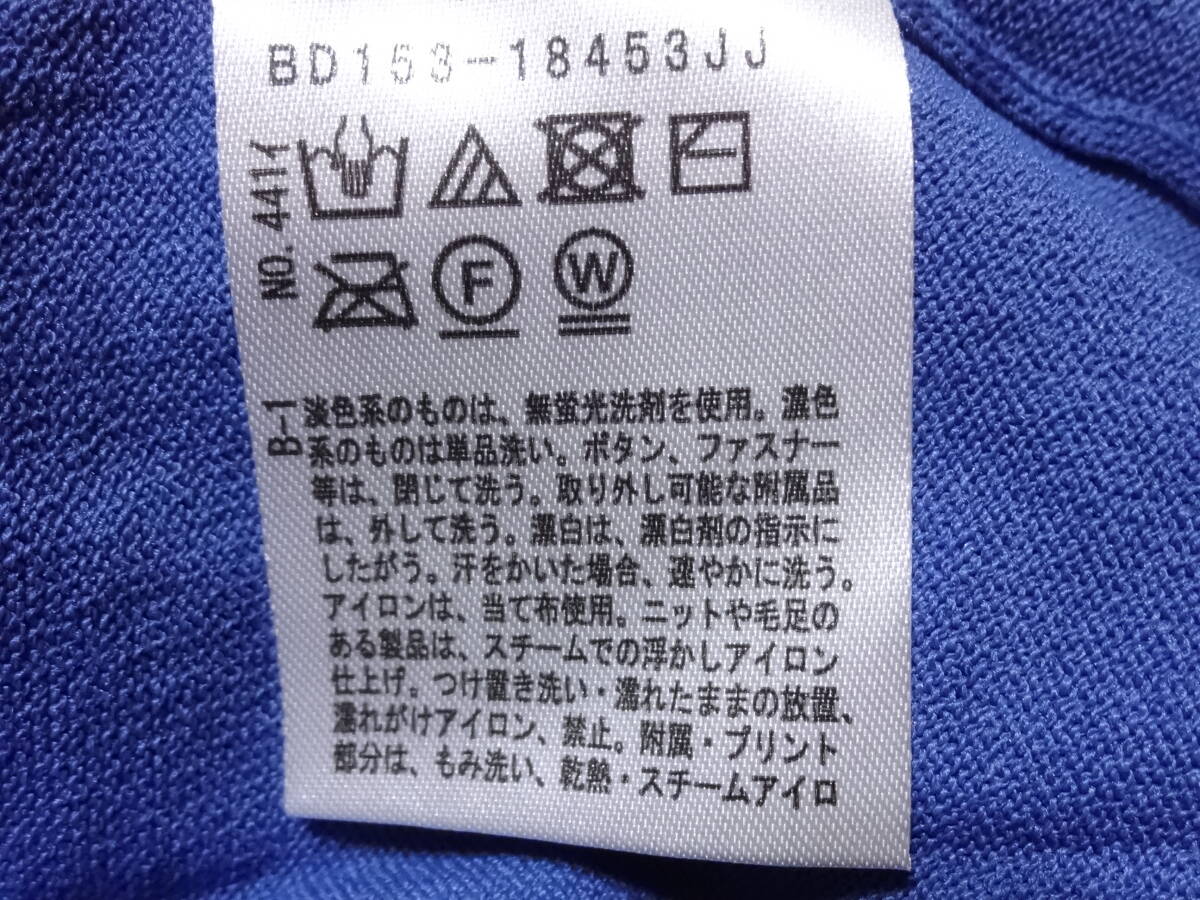 BD153-18453JJ
NO. 4411
F
W
B-1
淡色系のものは、無蛍光洗剤を使用。濃色
系のものは単品洗い。ボタン、ファスナー
等は、閉じて洗う。取り外し可能な附属品
は、外して洗う。漂白は、漂白剤の指示に
したがう。汗をかいた場合、速やかに洗う。
アイロンは、当て布使用。ニットや毛足の
ある製品は、スチームでの浮かしアイロン
仕上げ。つけ置き洗い・濡れたままの放置、
濡れがけアイロン、禁止。附属・プリント
部分は、もみ洗い、乾熱・スチームアイロ